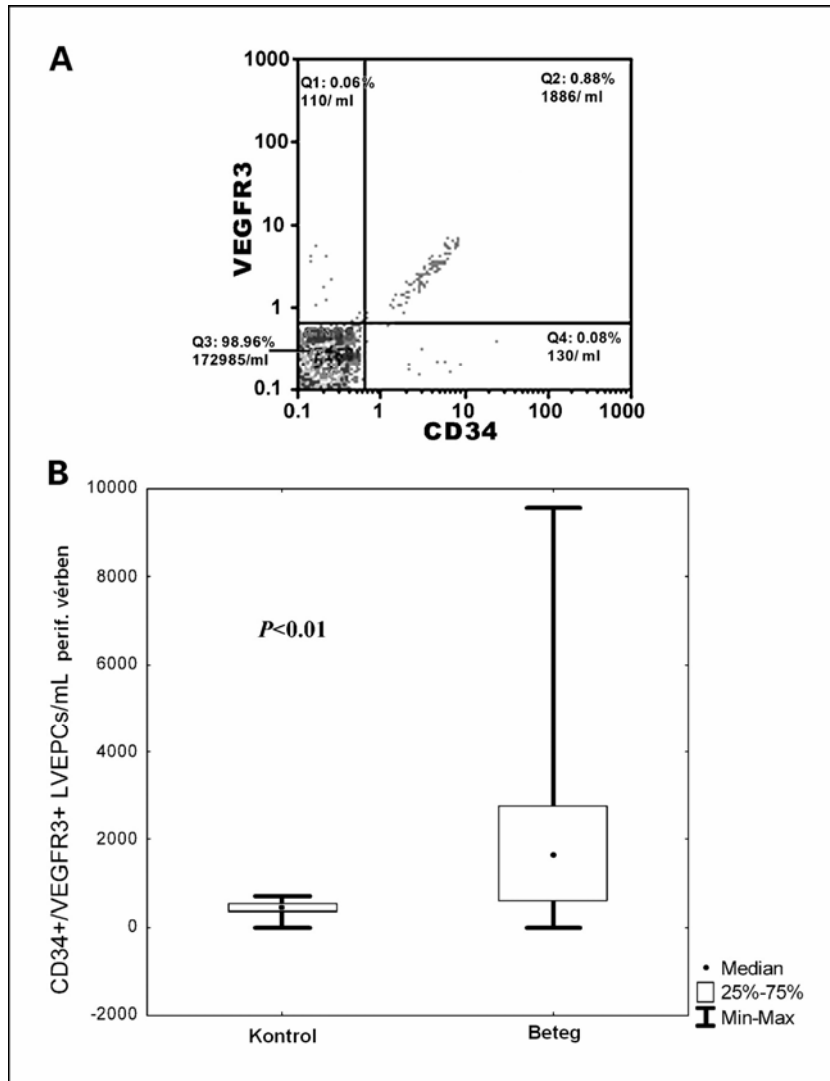 A
1000
100
10
1
0.1
VEGFR3
Q1: 0.06%
110/ ml
Q2: 0.88%
1886/ ml
Q3: 98.96%
172985/ml
Q4: 0.08%
130/ ml
0.1 1 10 100 1000
CD34
B
10000
8000
6000
4000
2000
0
-2000
CD34+/VEGFR3+ LVEPCs/mL perif. vérben
P<0.01
Kontrol Beteg
Median
25%-75%
Min-Max